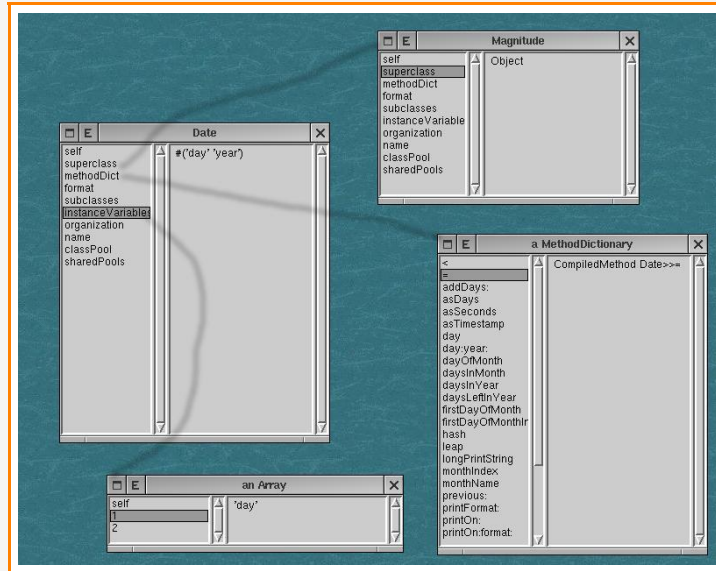 E
Magnitude
self
superclass
methodDict
format
subclasses
instanceVariable
organization
name
classPool
sharedPools
Object
E
Date
self
superclass
methodDict
format
subclasses
instanceVariables
organization
name
classPool
sharedPools
#('day' 'year')
E
a MethodDictionary
<
=
addDays:
asDays
asSeconds
asTimestamp
day
day:year:
dayOfMonth
daysInMonth
daysInYear
daysLeftInYear
firstDayOfMonth
firstDayOfMonthIr
hash
leap
longPrintString
monthIndex
monthName
previous:
printFormat:
printOn:
printOn:format:
CompiledMethod Date>>=
E
an Array
self
1
2
'day'